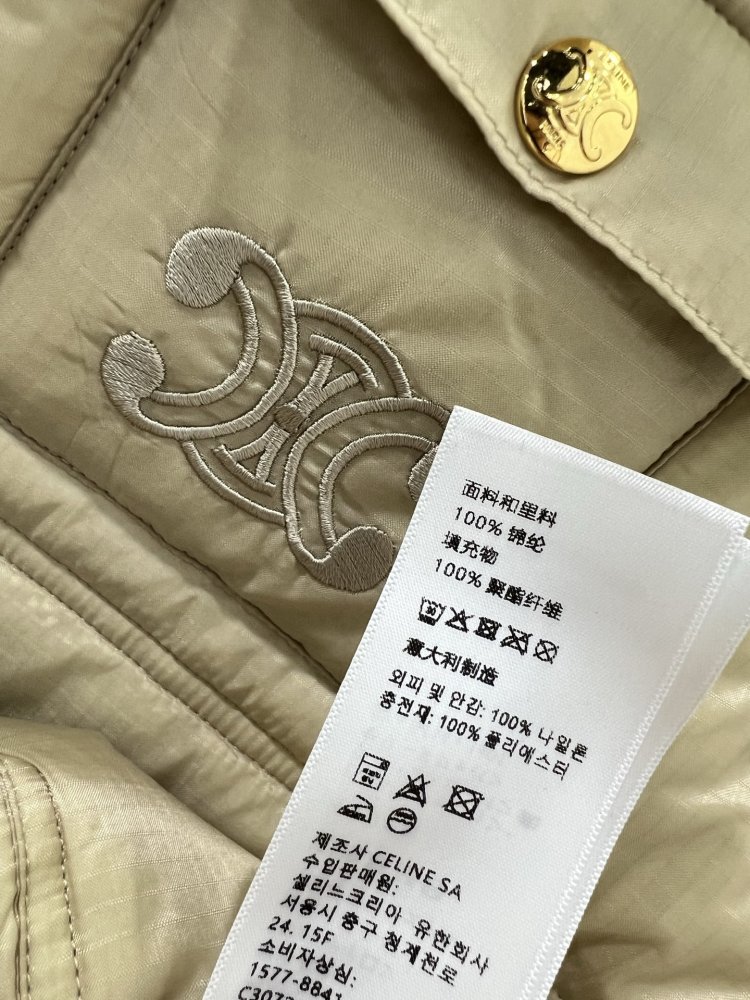 CELINE
PARIS
面料和里料
100% 锦纶
填充物
100% 聚酯纤维
意大利制造
외피 및 안감: 100% 나일론
충전재: 100% 폴리에스터
제조사 CELINE SA
수입판매원:
셀리느코리아 유한회사
서울시 중구 청계천로
24. 15F
소비자상심:
1577-8841